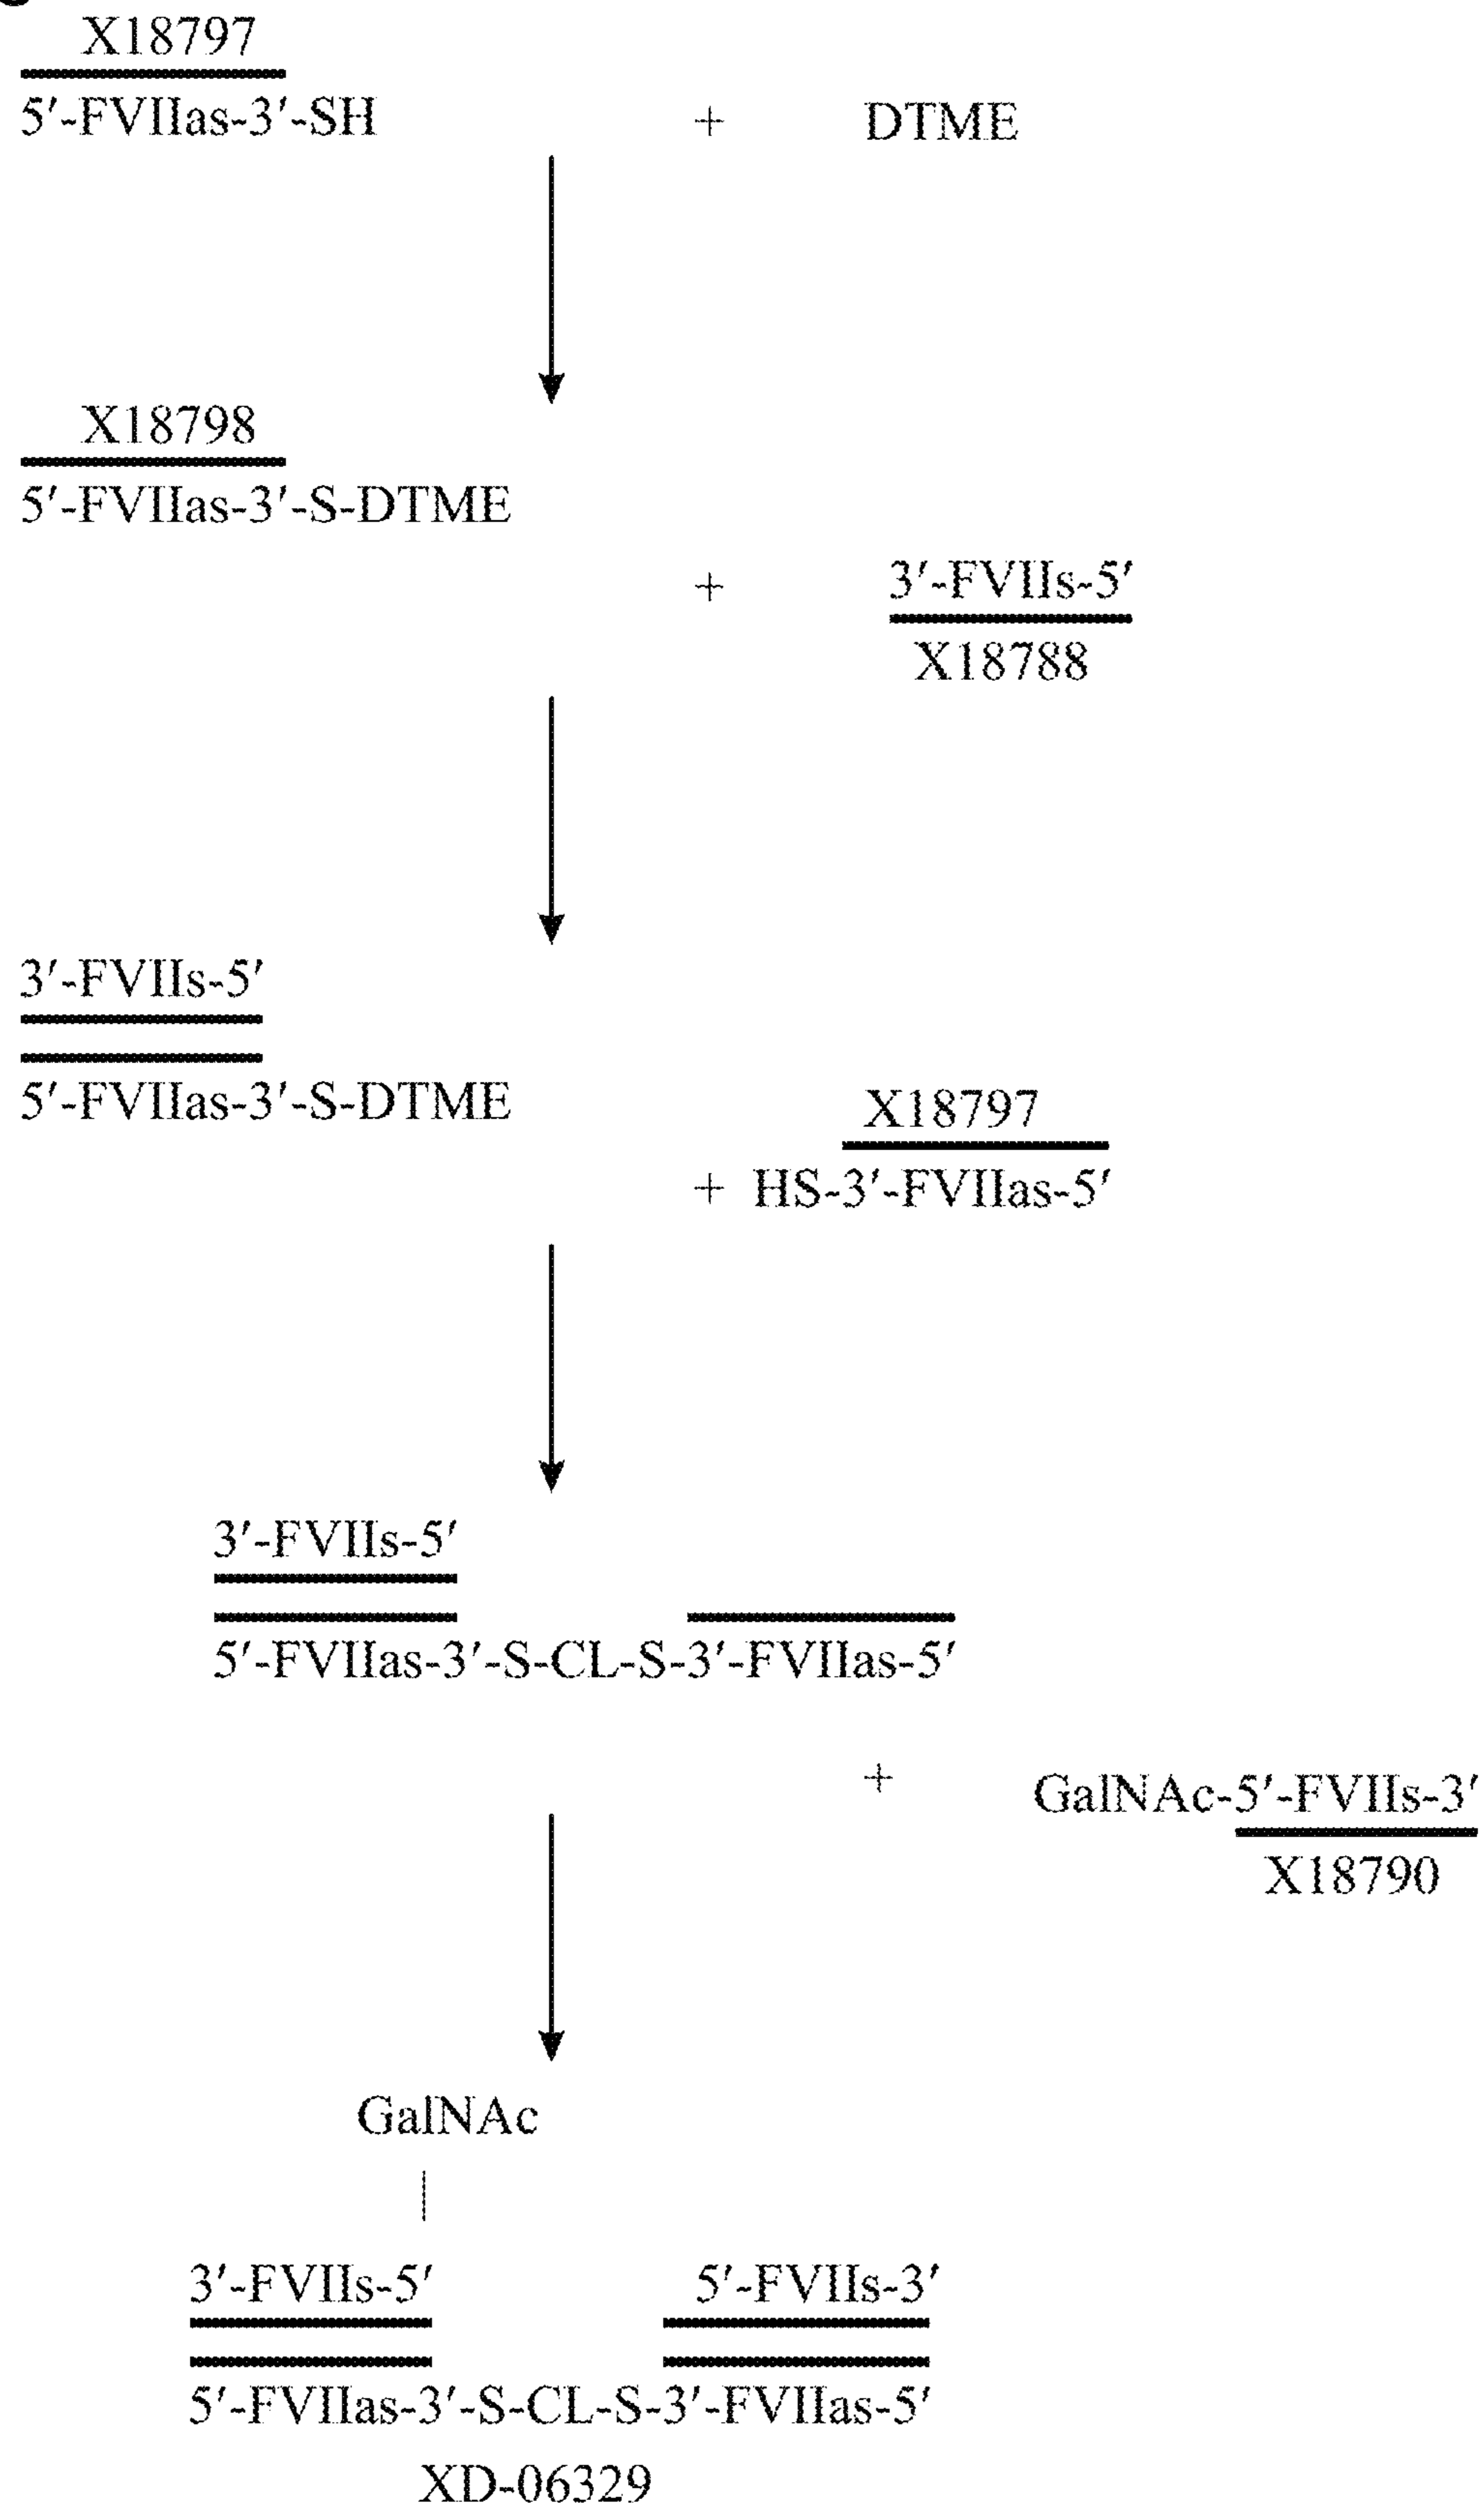 X18797
5′-FVIIas-3′-SH + DTME
X18798
5′-FVIIas-3′-S-DTME
+ 3′-FVIIs-5′
X18788
3′-FVIIs-5′
5′-FVIIas-3′-S-DTME
X18797
+ HS-3′-FVIIas-5′
3′-FVIIs-5′
5′-FVIIas-3′-S-CL-S-3′-FVIIas-5′
+ GalNAc-5′-FVIIs-3′
X18790
GalNAc
3′-FVIIs-5′ 5′-FVIIs-3′
5′-FVIIas-3′-S-CL-S-3′-FVIIas-5′
XD-06329